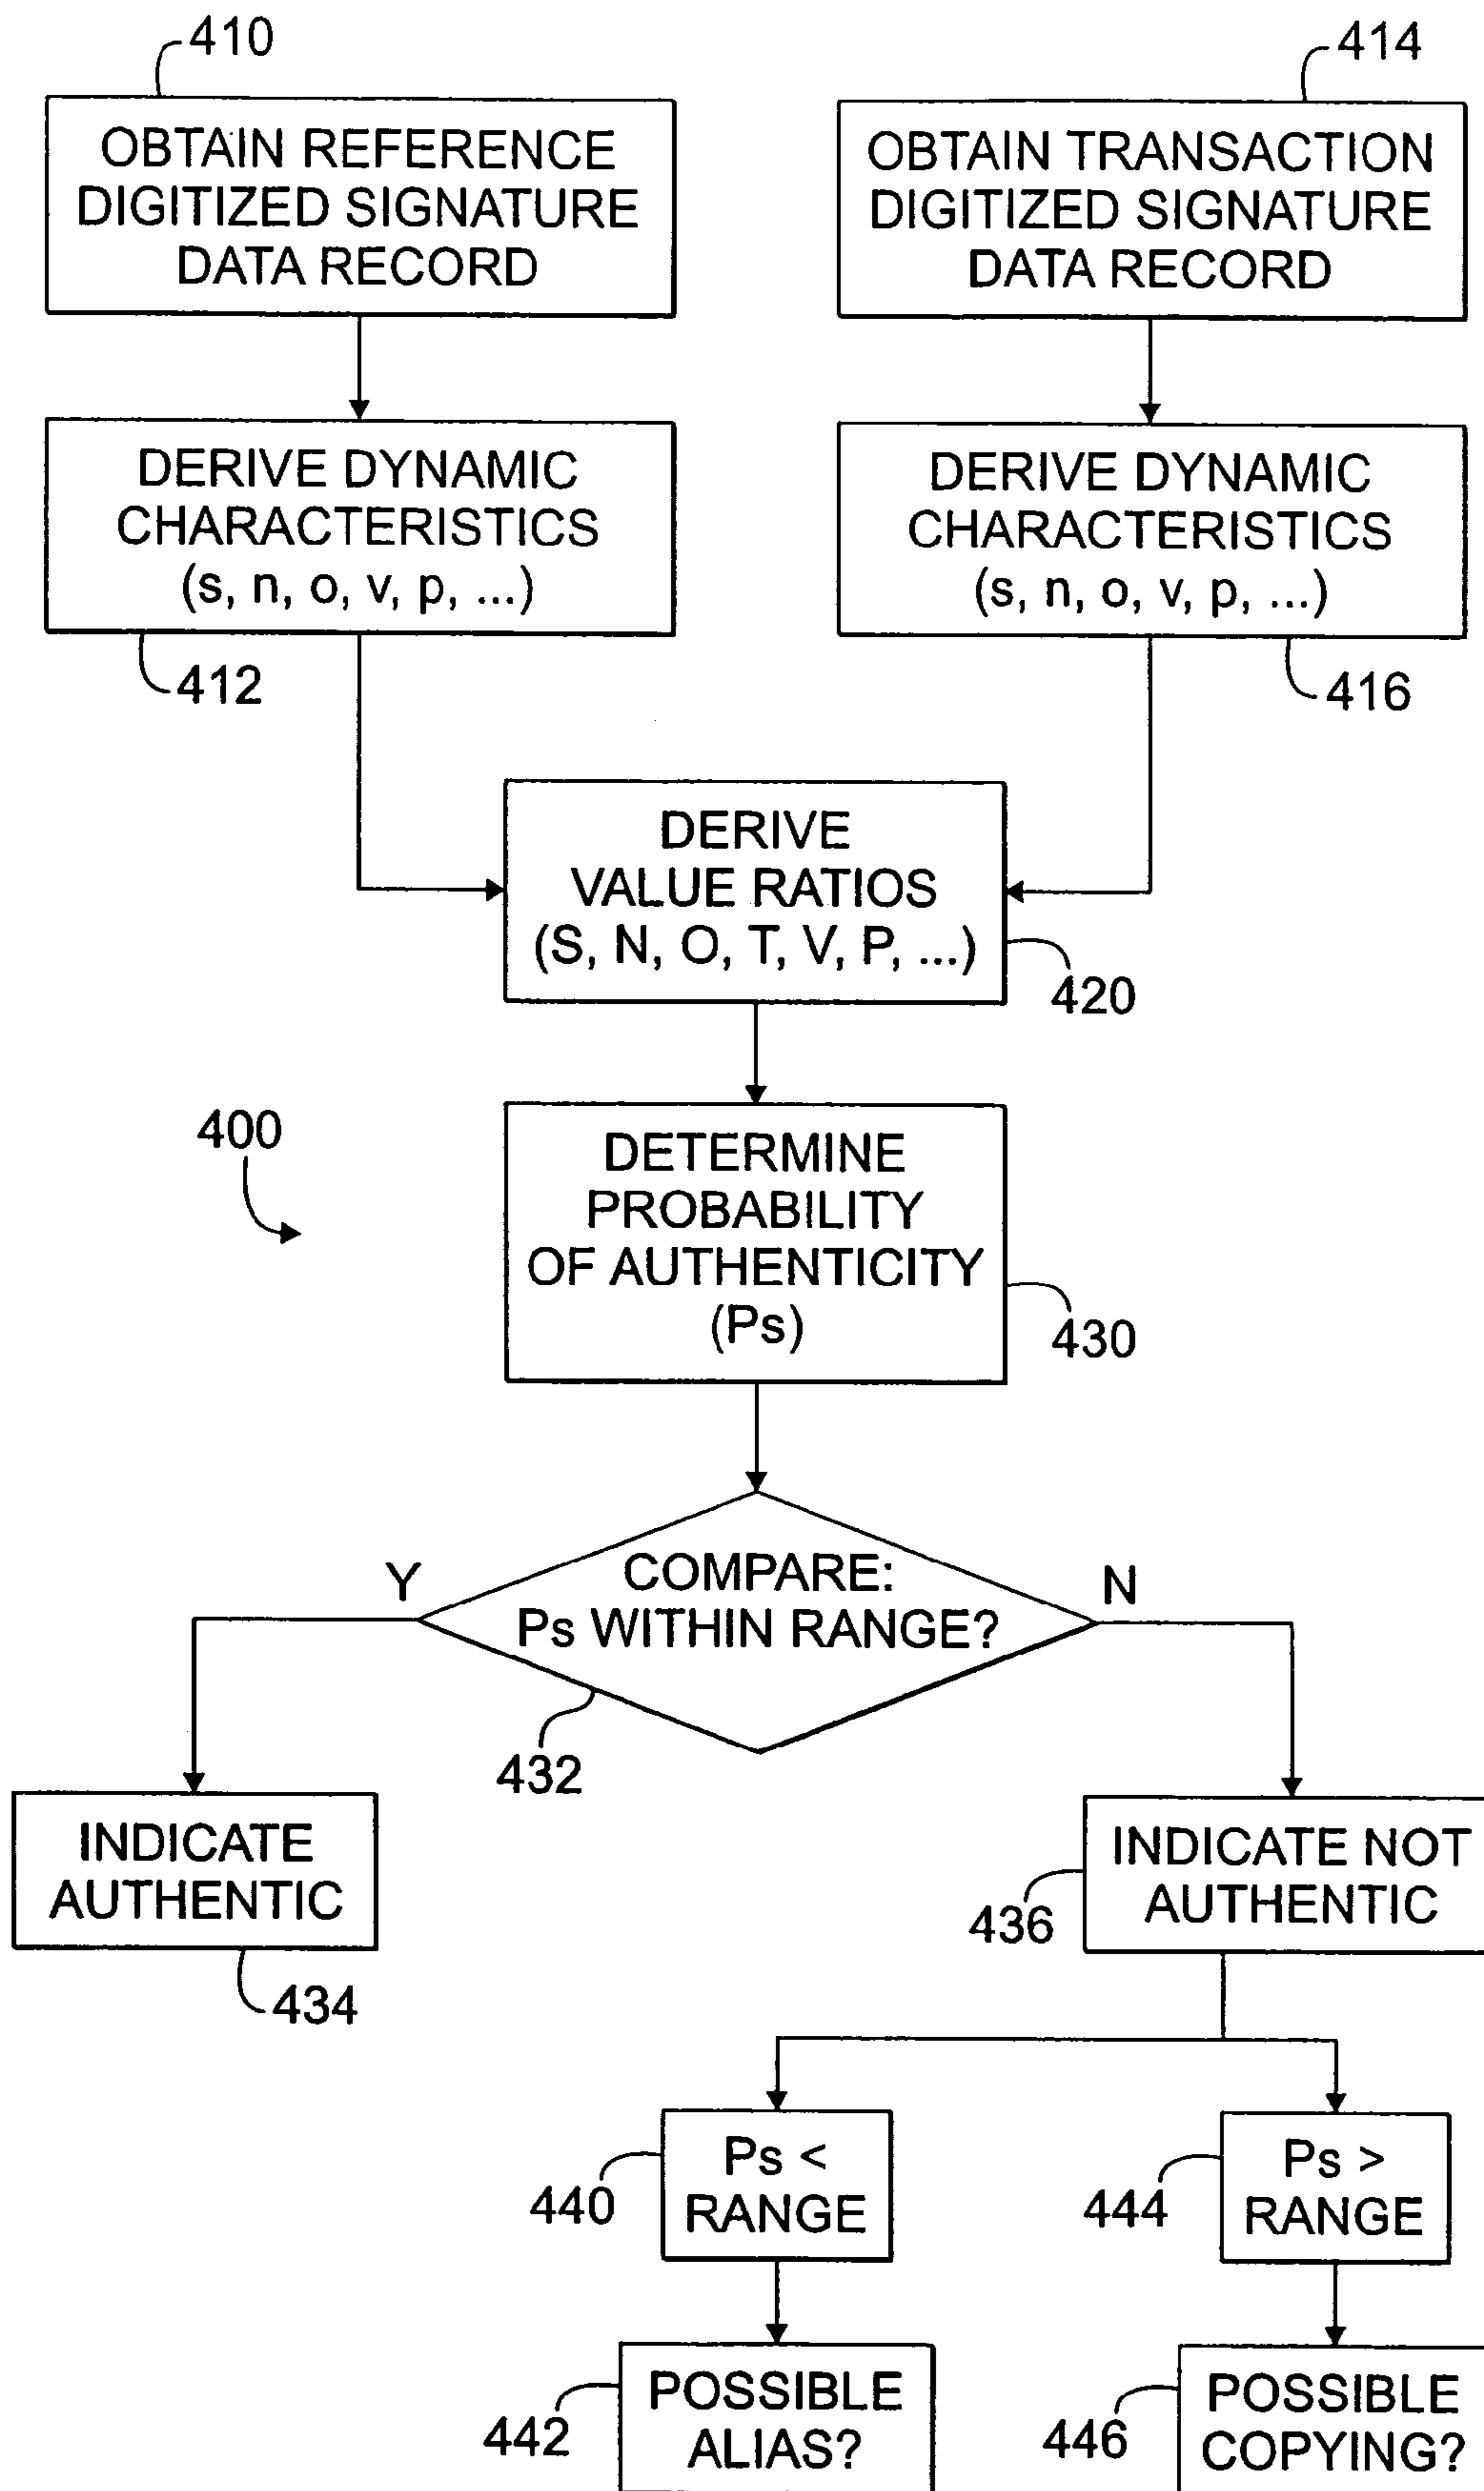 410
414
OBTAIN REFERENCE
DIGITIZED SIGNATURE
DATA RECORD
OBTAIN TRANSACTION
DIGITIZED SIGNATURE
DATA RECORD
DERIVE DYNAMIC
CHARACTERISTICS
(s, n, o, v, p, ...)
412
DERIVE DYNAMIC
CHARACTERISTICS
(s, n, o, v, p, ...)
416
DERIVE
VALUE RATIOS
(S, N, O, T, V, P, ...)
420
400
DETERMINE
PROBABILITY
OF AUTHENTICITY
(Ps)
430
COMPARE:
Ps WITHIN RANGE?
Y
N
432
INDICATE
AUTHENTIC
434
INDICATE NOT
AUTHENTIC
436
Ps <
RANGE
440
Ps >
RANGE
444
POSSIBLE
ALIAS?
442
POSSIBLE
COPYING?
446